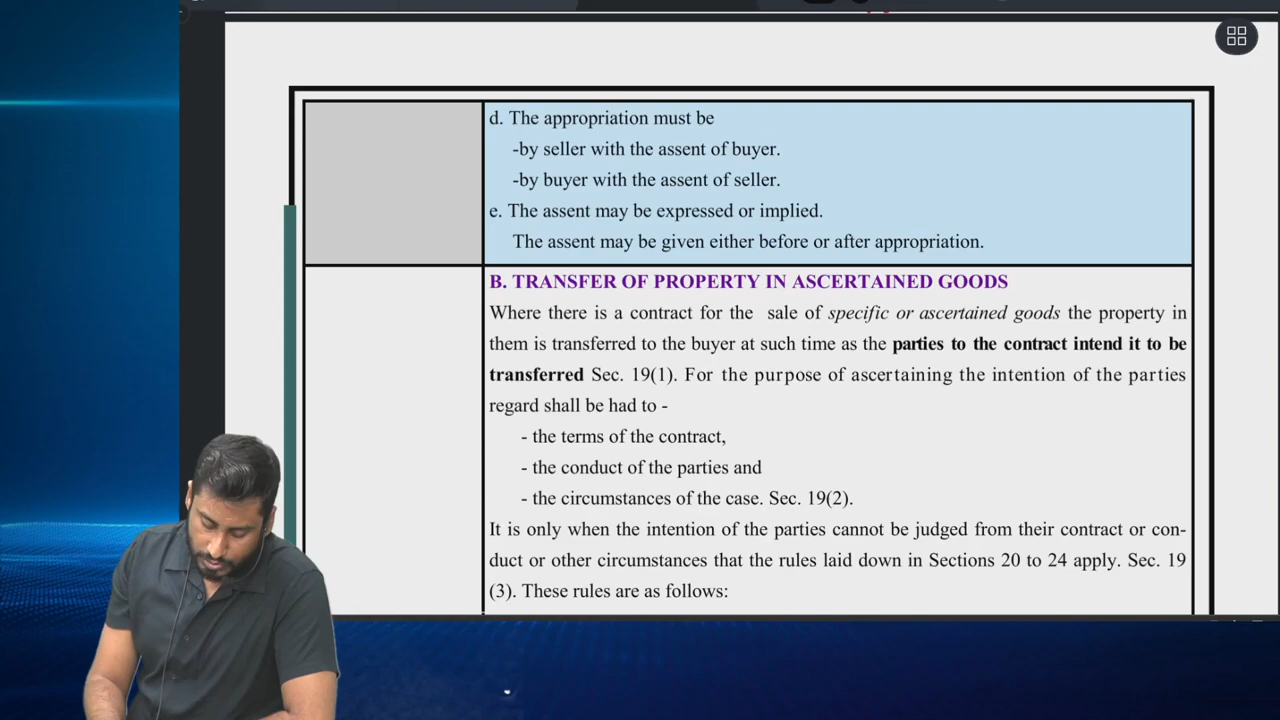 d. The appropriation must be
-by seller with the assent of buyer.
-by buyer with the assent of seller.
e. The assent may be expressed or implied.
The assent may be given either before or after appropriation.
B. TRANSFER OF PROPERTY IN ASCERTAINED GOODS
Where there is a contract for the sale of specific or ascertained goods the property in
them is transferred to the buyer at such time as the parties to the contract intend it to be
transferred Sec. 19(1). For the purpose of ascertaining the intention of the parties
regard shall be had to -
- the terms of the contract,
- the conduct of the parties and
- the circumstances of the case. Sec. 19(2).
It is only when the intention of the parties cannot be judged from their contract or con-
duct or other circumstances that the rules laid down in Sections 20 to 24 apply. Sec. 19
(3). These rules are as follows: